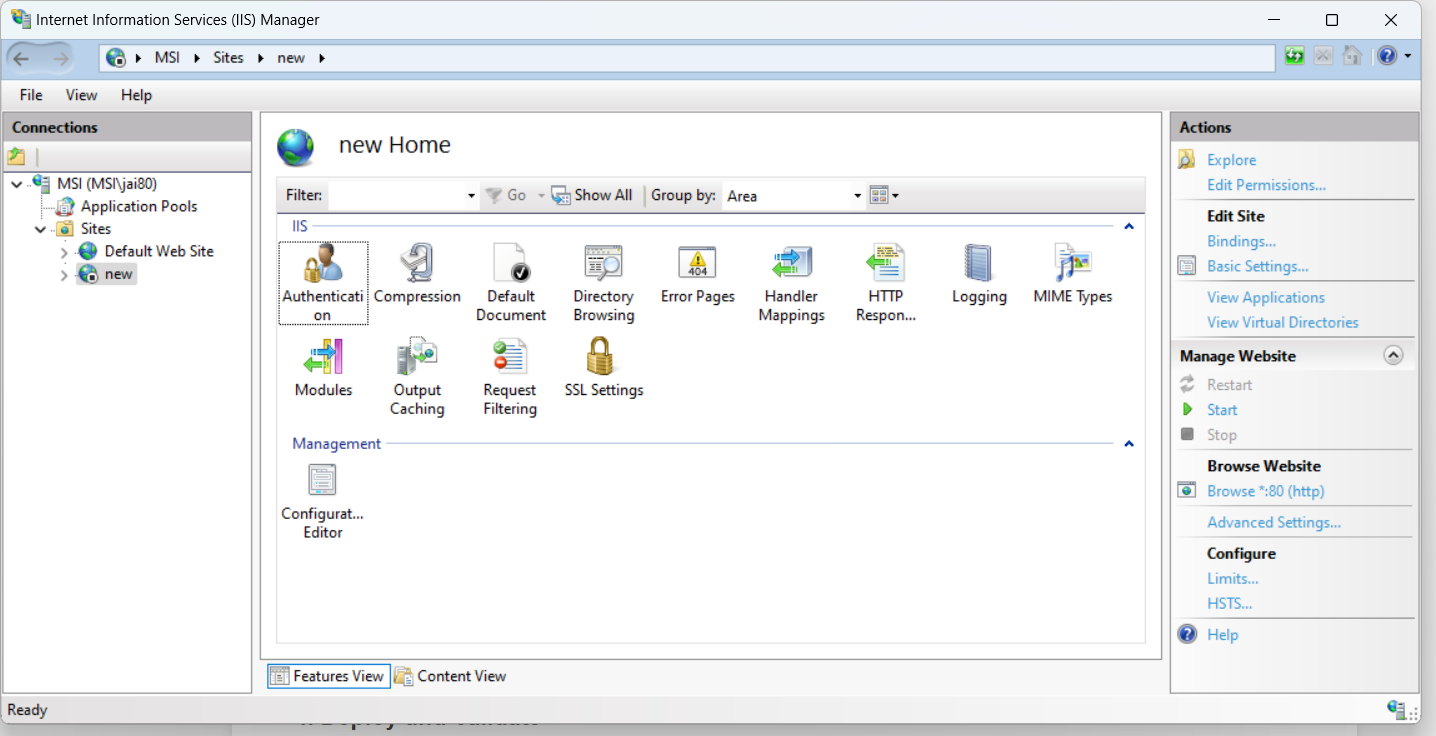 Internet Information Services (IIS) Manager
MSI Sites new
File View Help
Connections
MSI (MSI\jai80)
Application Pools
Sites
Default Web Site
new
new Home
Filter: Go Show All Group by: Area
IIS
Authenticati
on
Compression
Default
Document
Directory
Browsing
Error Pages
404
Handler
Mappings
HTTP
Respon...
Logging
MIME Types
Modules
Output
Caching
Request
Filtering
SSL Settings
Management
Configurat...
Editor
Features View Content View
Actions
Explore
Edit Permissions...
Edit Site
Bindings...
Basic Settings...
View Applications
View Virtual Directories
Manage Website
Restart
Start
Stop
Browse Website
Browse *:80 (http)
Advanced Settings...
Configure
Limits...
HSTS...
Help
Ready